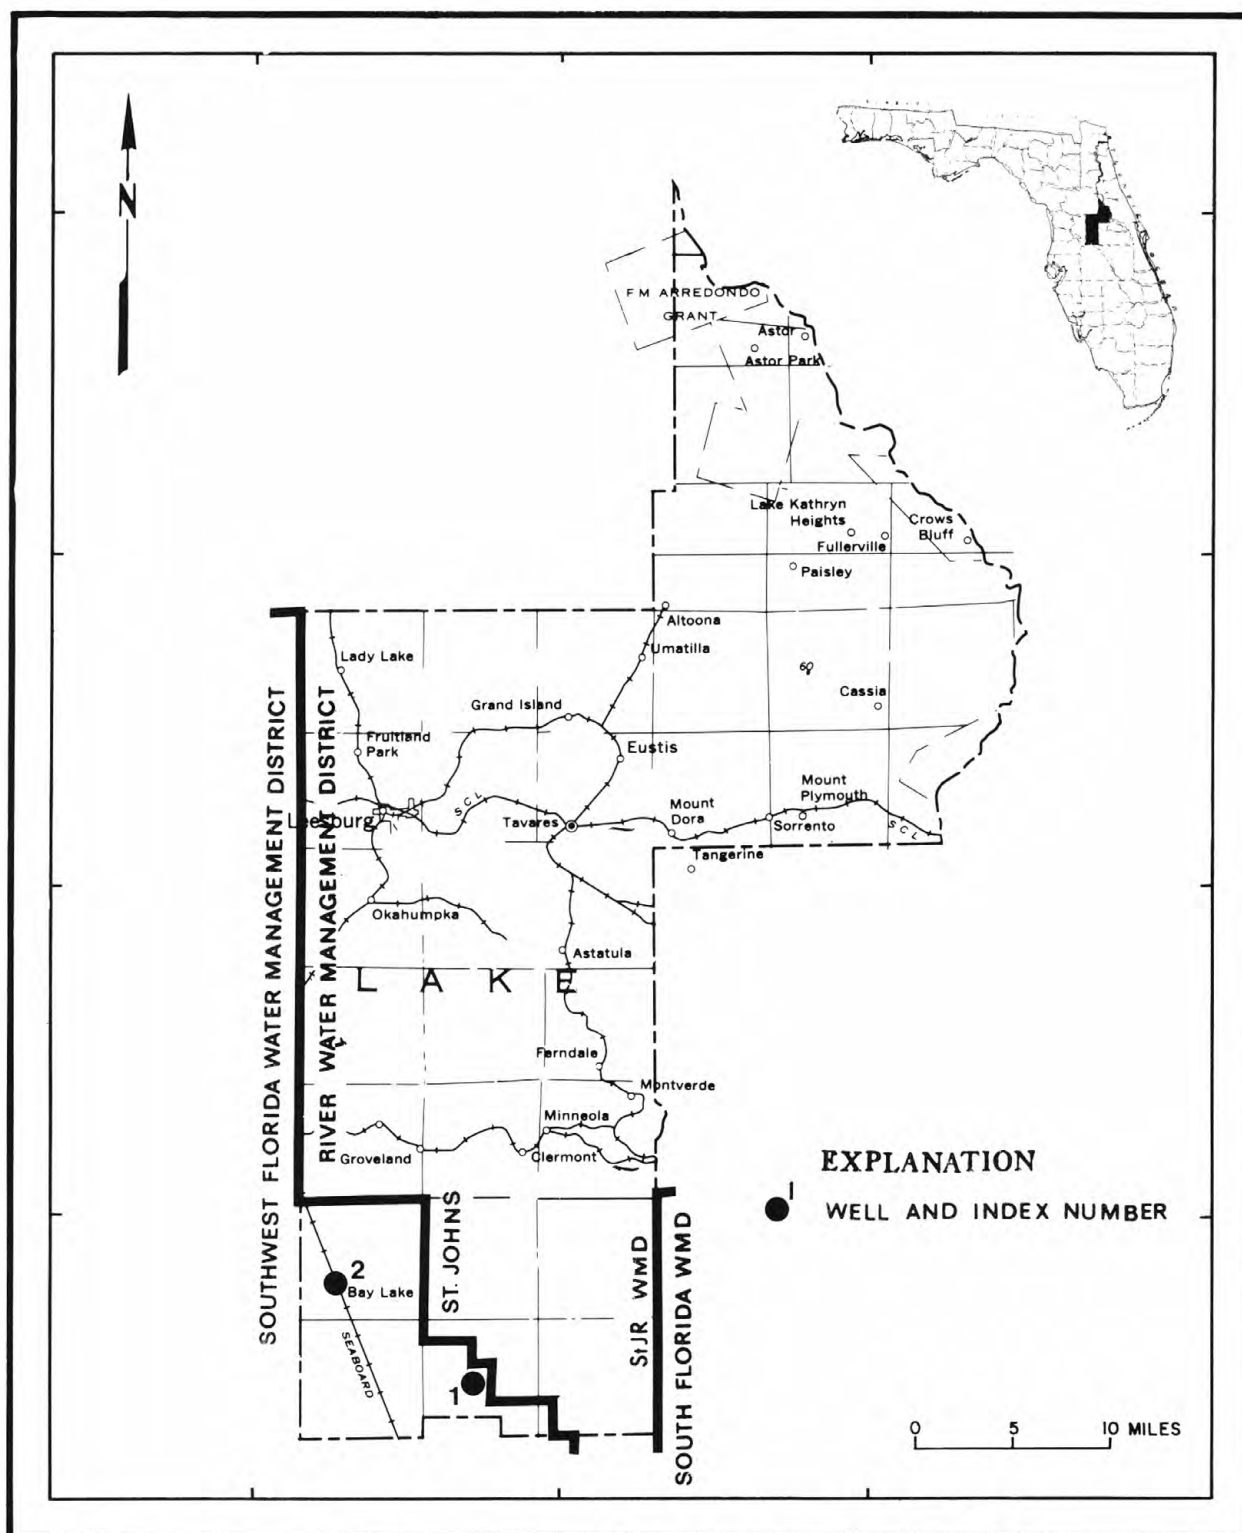 N
F M ARREDONDO
GRANT
Astor
Astor Park
Lake Kathryn
Heights
Crows
Bluff
Fullerville
Paisley
Altoona
Umatilla
Lady Lake
60
Cassia
Grand Island
Fruitland
Park
Eustis
Mount
Plymouth
SCL
Mount
Dora
Leesburg
Tavares
Sorrento
SCL
Tangerine
Okahumpka
Astatula
LAKE
Ferndale
Montverde
Minneola
Groveland
Clermont
SOUTHWEST FLORIDA WATER MANAGEMENT DISTRICT
ST. JOHNS
RIVER WATER MANAGEMENT DISTRICT
StJR WMD
SOUTH FLORIDA WMD
2
Bay Lake
SEABOARD
1
EXPLANATION
1
WELL AND INDEX NUMBER
0 5 10 MILES